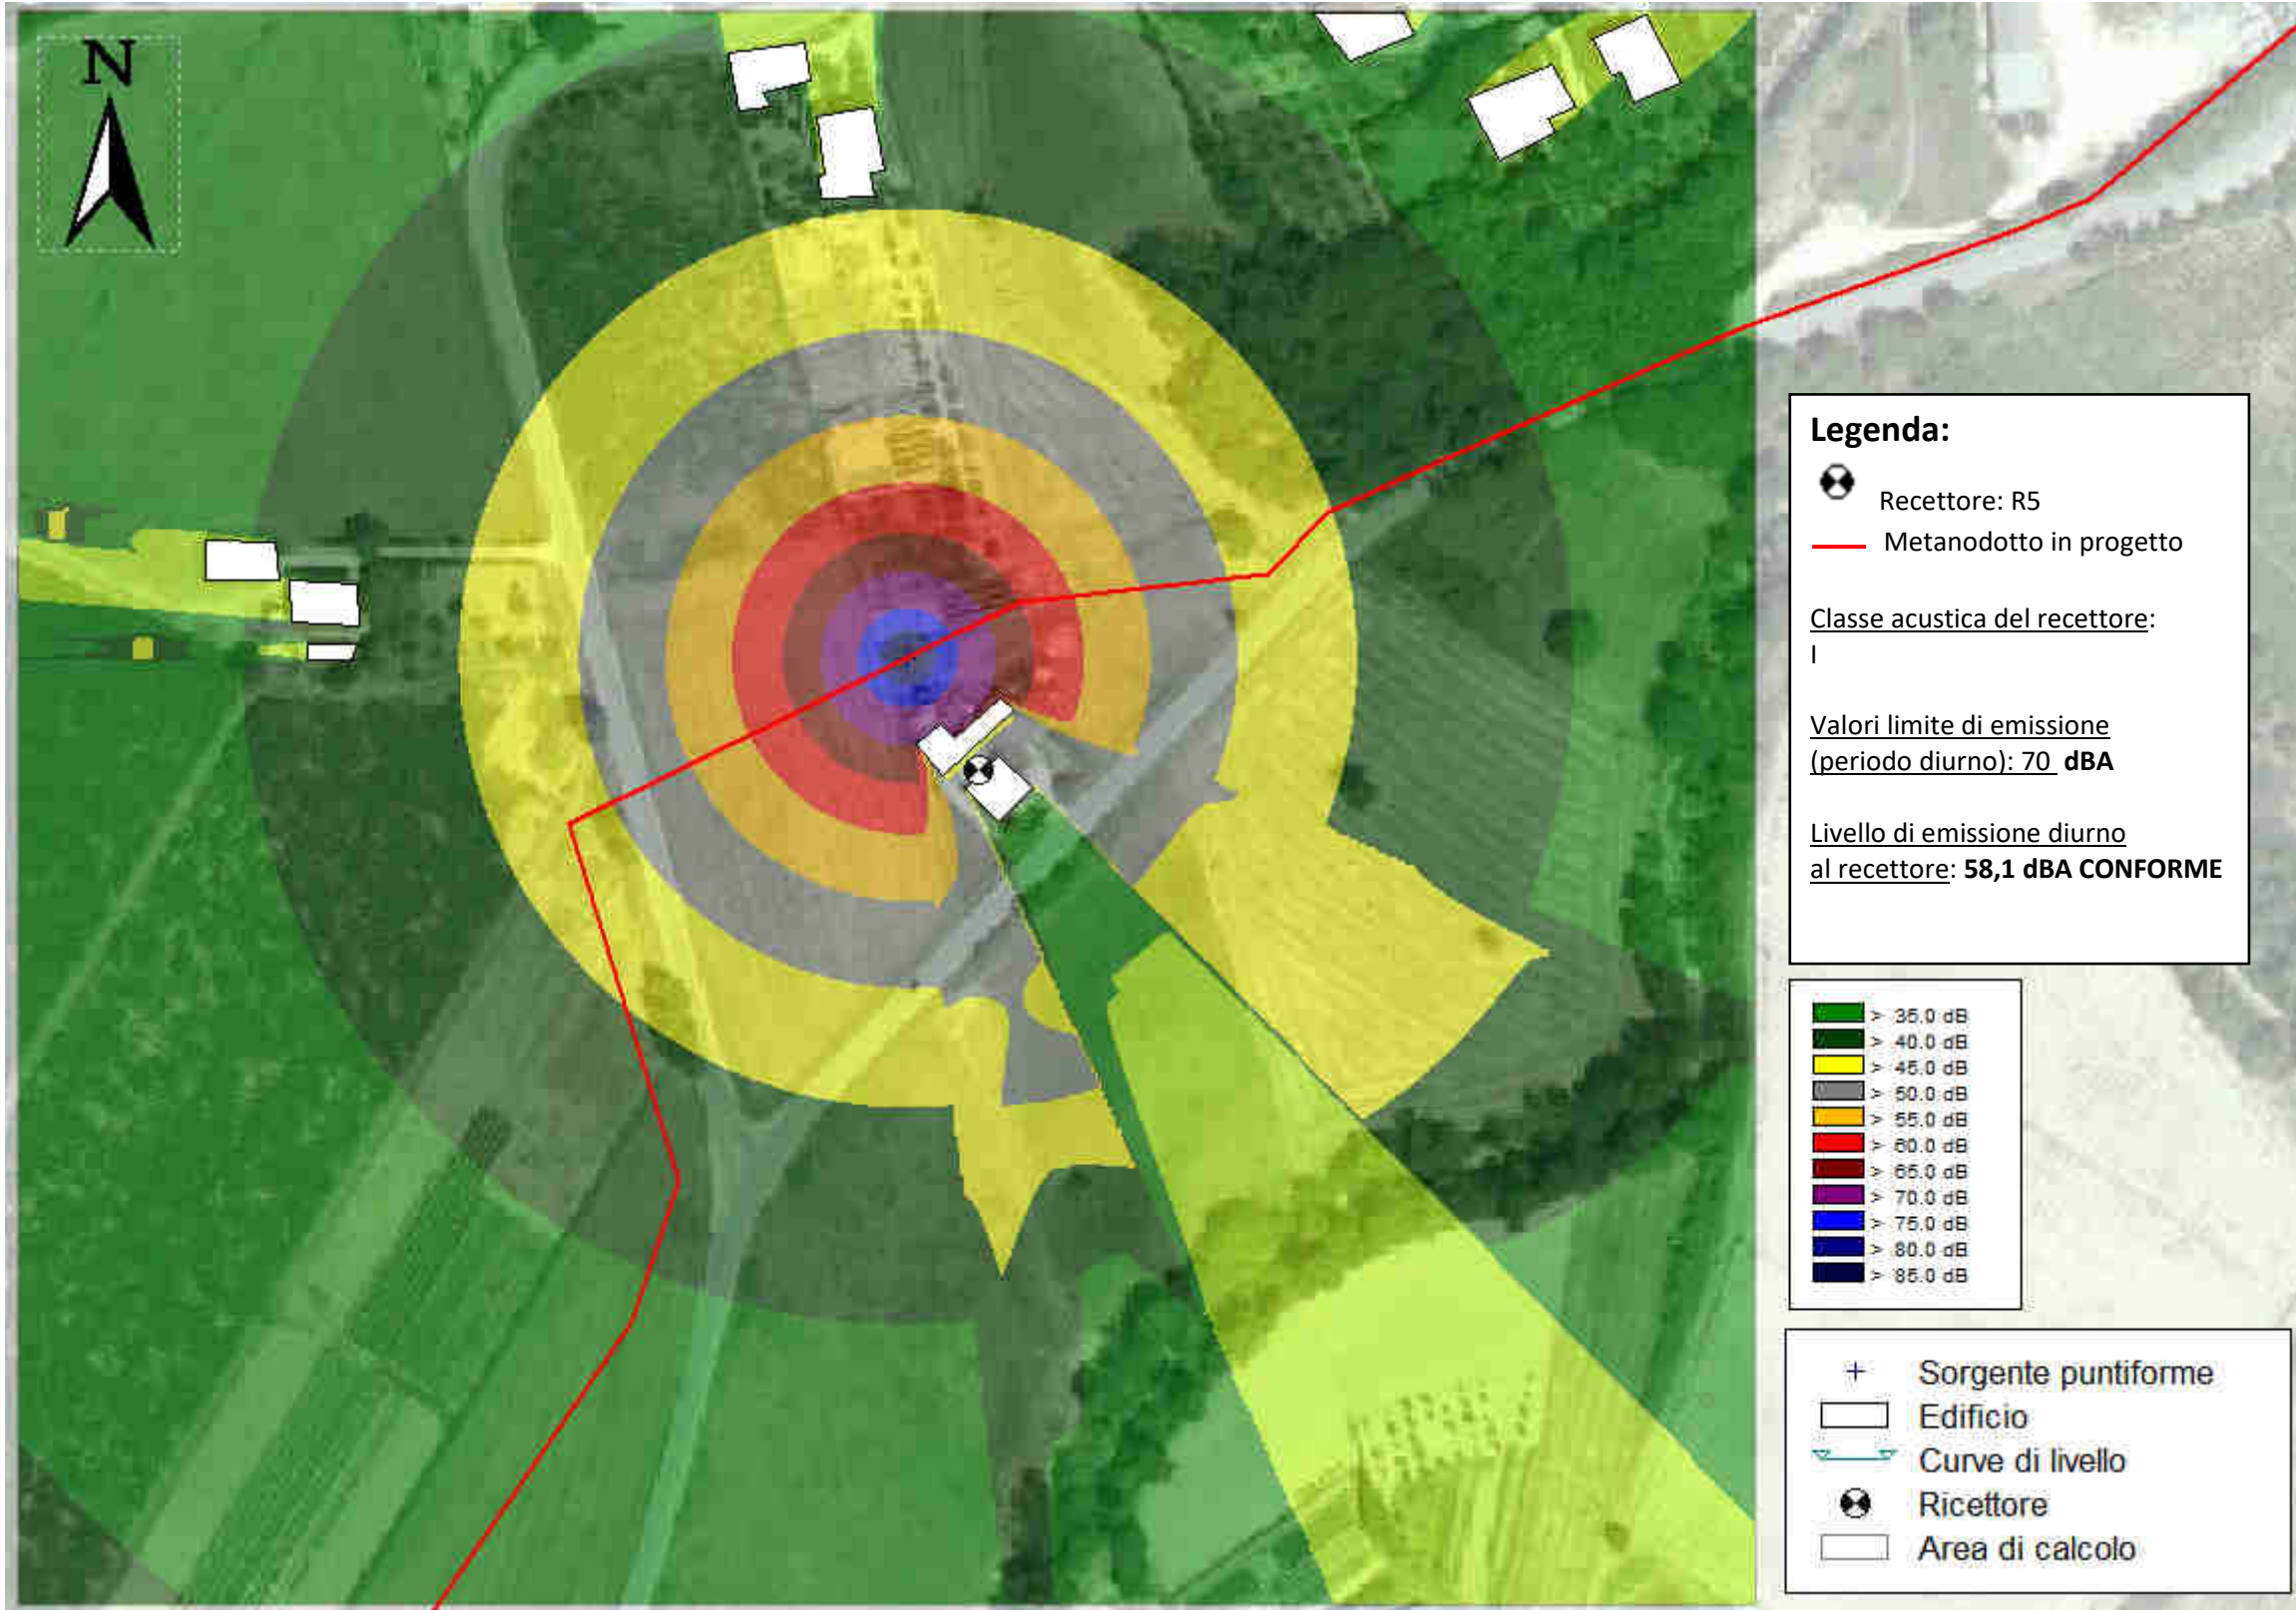 N
Legenda:
Recettore: R5
Metanodotto in progetto
Classe acustica del recettore:
I
Valori limite di emissione
(periodo diurno): 70 dBA
Livello di emissione diurno
al recettore: 58,1 dBA CONFORME
> 35.0 dB
> 40.0 dB
> 45.0 dB
> 50.0 dB
> 55.0 dB
> 60.0 dB
> 65.0 dB
> 70.0 dB
> 75.0 dB
> 80.0 dB
> 85.0 dB
Sorgente puntiforme
Edificio
Curve di livello
Ricettore
Area di calcolo